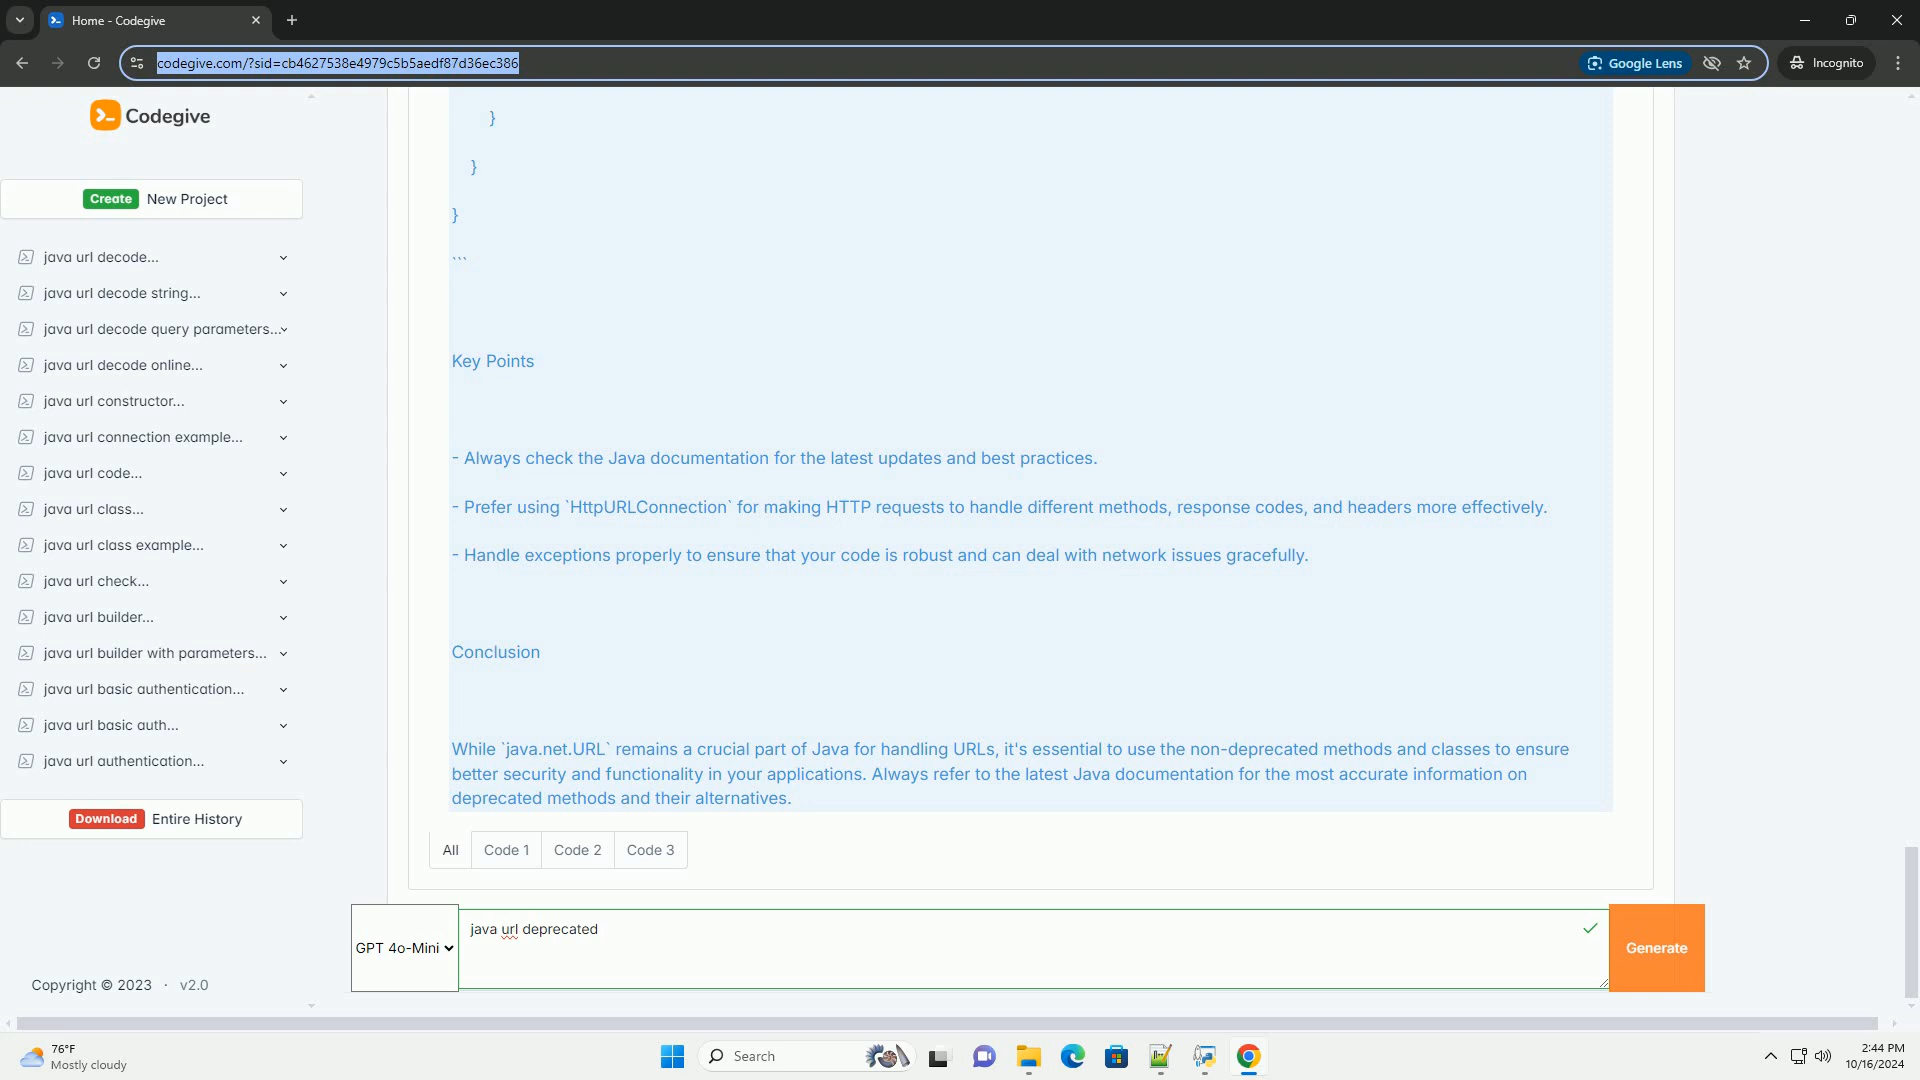 Home - Codegive
codegive.com/?sid=cb4627538e4979c5b5aedf87d36ec386
Google Lens
Incognito
Codegive
Create New Project
java url decode...
java url decode string...
java url decode query parameters...
java url decode online...
java url constructor...
java url connection example...
java url code...
java url class...
java url class example...
java url check...
java url builder...
java url builder with parameters...
java url basic authentication...
java url basic auth...
java url authentication...
Download Entire History
Copyright © 2023 · v2.0
}
}
}
```
Key Points
- Always check the Java documentation for the latest updates and best practices.
- Prefer using `HttpURLConnection` for making HTTP requests to handle different methods, response codes, and headers more effectively.
- Handle exceptions properly to ensure that your code is robust and can deal with network issues gracefully.
Conclusion
While `java.net.URL` remains a crucial part of Java for handling URLs, it's essential to use the non-deprecated methods and classes to ensure
better security and functionality in your applications. Always refer to the latest Java documentation for the most accurate information on
deprecated methods and their alternatives.
All Code 1 Code 2 Code 3
GPT 4o-Mini
java url deprecated
Generate
76°F
Mostly cloudy
Search
2:44 PM
10/16/2024